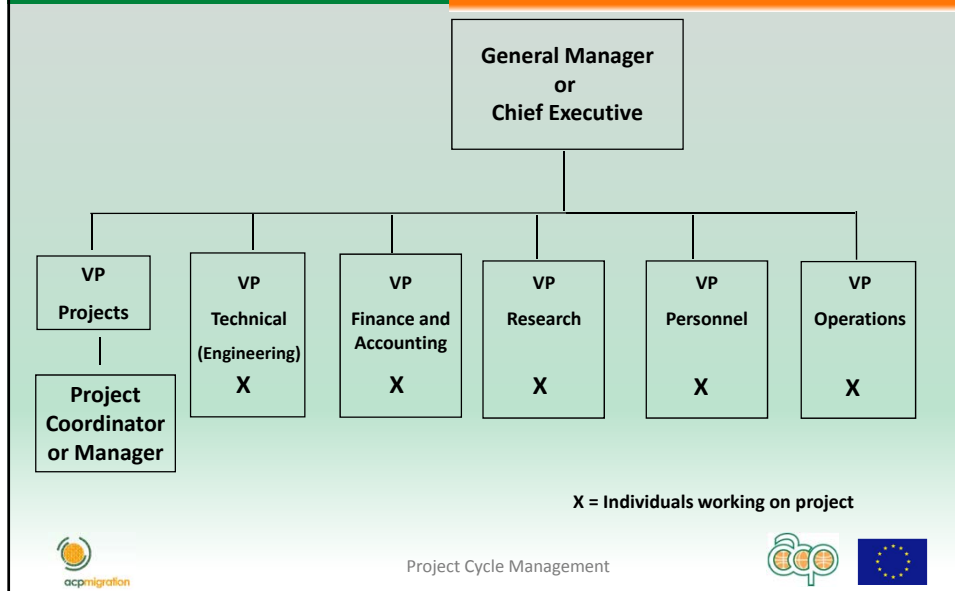 General Manager
or
Chief Executive
VP
Projects
Project
Coordinator
or Manager
VP
Technical
(Engineering)
X
VP
Finance and
Accounting
X
VP
Research
X
VP
Personnel
X
VP
Operations
X
X = Individuals working on project
acpmigration
Project Cycle Management
acp